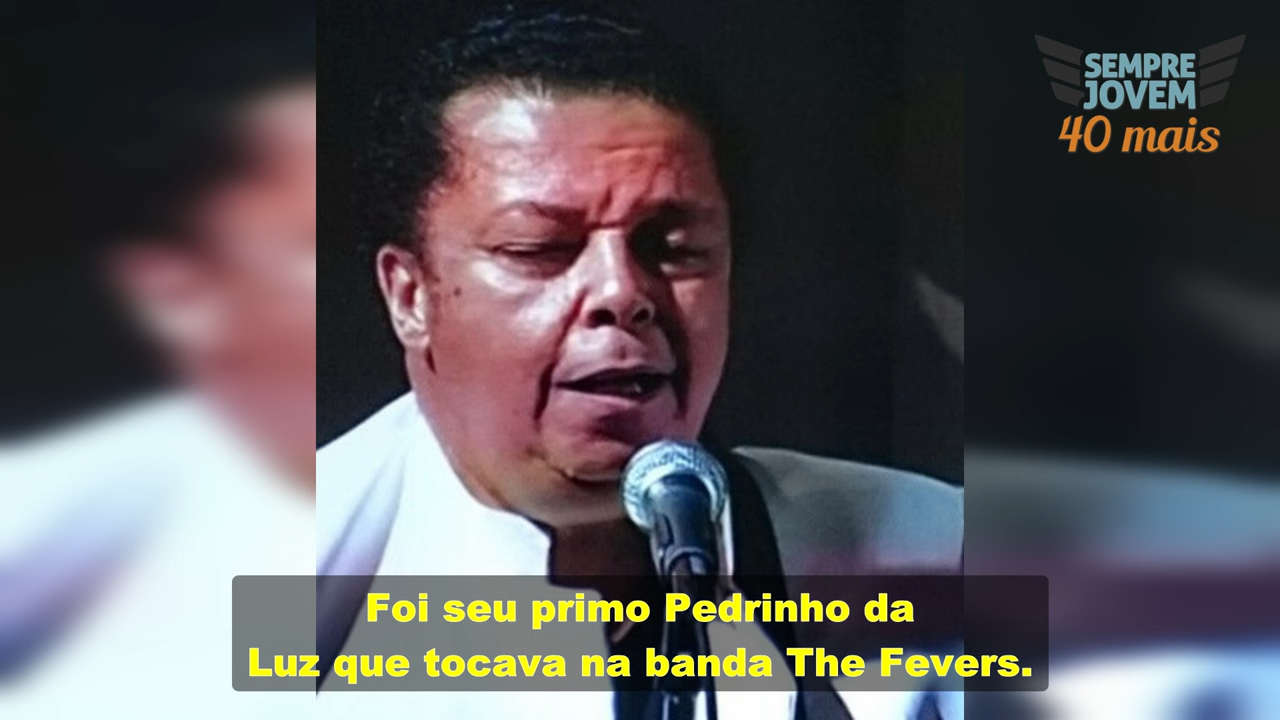 SEMPRE
JOVEM
40 mais
Foi seu primo Pedrinho da
Luz que tocava na banda The Fevers.